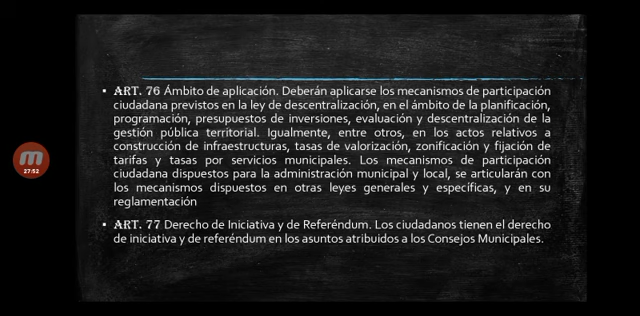 ART. 76 Ámbito de aplicación. Deberán aplicarse los mecanismos de participación
ciudadana previstos en la ley de descentralización, en el ámbito de la planificación,
programación, presupuestos de inversiones, evaluación y descentralización de la
gestión pública territorial. Igualmente, entre otros, en los actos relativos a
construcción de infraestructuras, tasas de valorización, zonificación y fijación de
tarifas y tasas por servicios municipales. Los mecanismos de participación
ciudadana dispuestos para la administración municipal y local, se articularán con
los mecanismos dispuestos en otras leyes generales y específicas, y en su
reglamentación
ART. 77 Derecho de Iniciativa y de Referéndum. Los ciudadanos tienen el derecho
de iniciativa y de referéndum en los asuntos atribuidos a los Consejos Municipales.
m
27:52